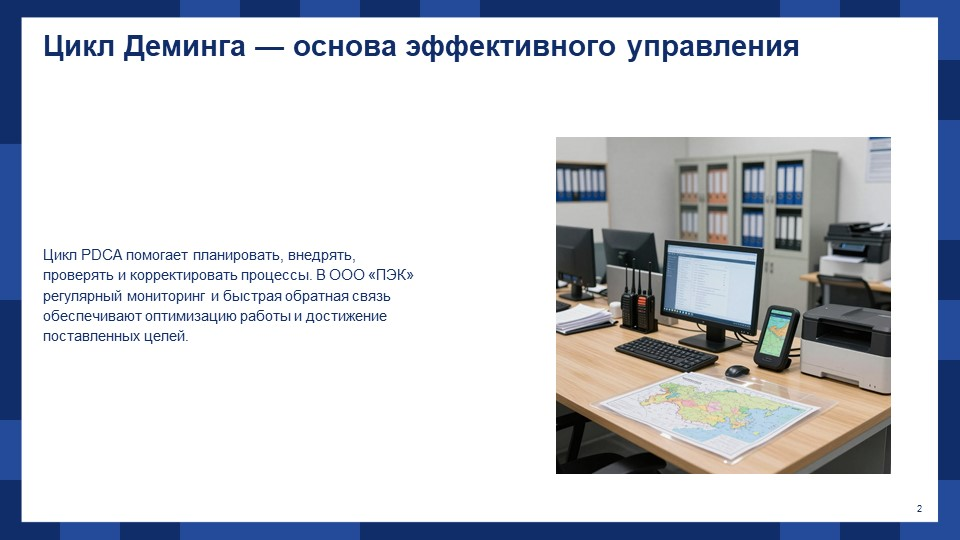 Цикл Деминга — основа эффективного управления
Цикл PDCA помогает планировать, внедрять,
проверять и корректировать процессы. В ООО «ПЭК»
регулярный мониторинг и быстрая обратная связь
обеспечивают оптимизацию работы и достижение
поставленных целей.
2